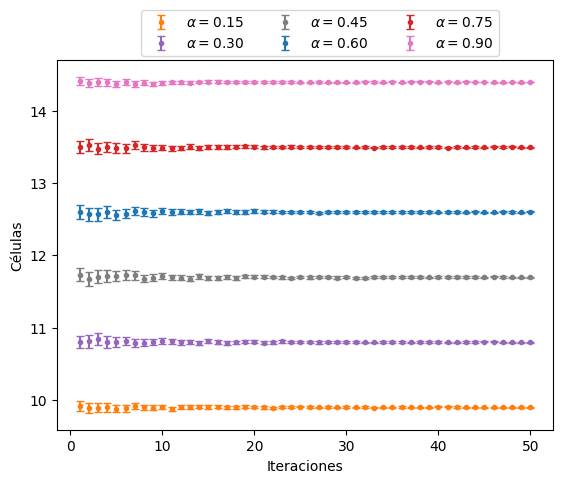 α = 0.15 α = 0.45 α = 0.75
α = 0.30 α = 0.60 α = 0.90
14
13
12
11
10
Células
0 10 20 30 40 50
Iteraciones